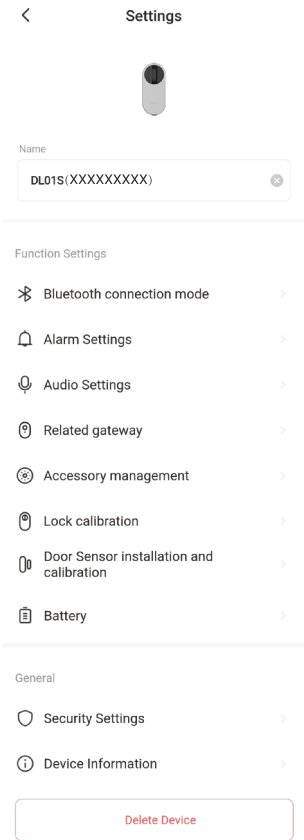 Settings
Name
DL01S(XXXXXXXXX)
Function Settings
Bluetooth connection mode
Alarm Settings
Audio Settings
Related gateway
Accessory management
Lock calibration
Door Sensor installation and
calibration
Battery
General
Security Settings
Device Information
Delete Device